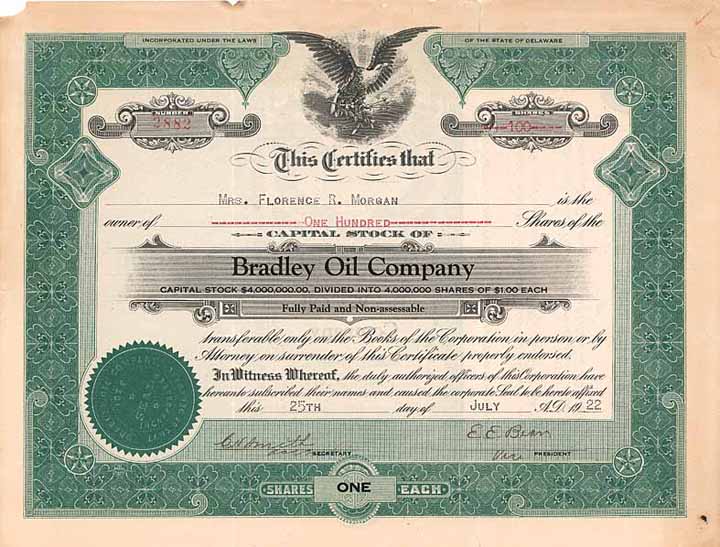 INCORPORATED UNDER THE LAWS OF THE STATE OF DELAWARE
NUMBER
2882
SHARES
100
This Certifies that
MRS. FLORENCE R. MORGAN is the
owner of ONE HUNDRED Shares of the
CAPITAL STOCK OF
Bradley Oil Company
CAPITAL STOCK $4,000,000.00, DIVIDED INTO 4,000,000 SHARES OF $1.00 EACH
Fully Paid and Non-assessable
transferable only on the Books of the Corporation in person or by
Attorney on surrender of this Certificate properly endorsed.
In Witness Whereof, the duly authorized officers of this Corporation have
hereunto subscribed their names and caused the corporate Seal to be hereto affixed
this 25TH day of JULY A.D. 1922
E E Bean
SECRETARY
Vice PRESIDENT
SHARES ONE EACH